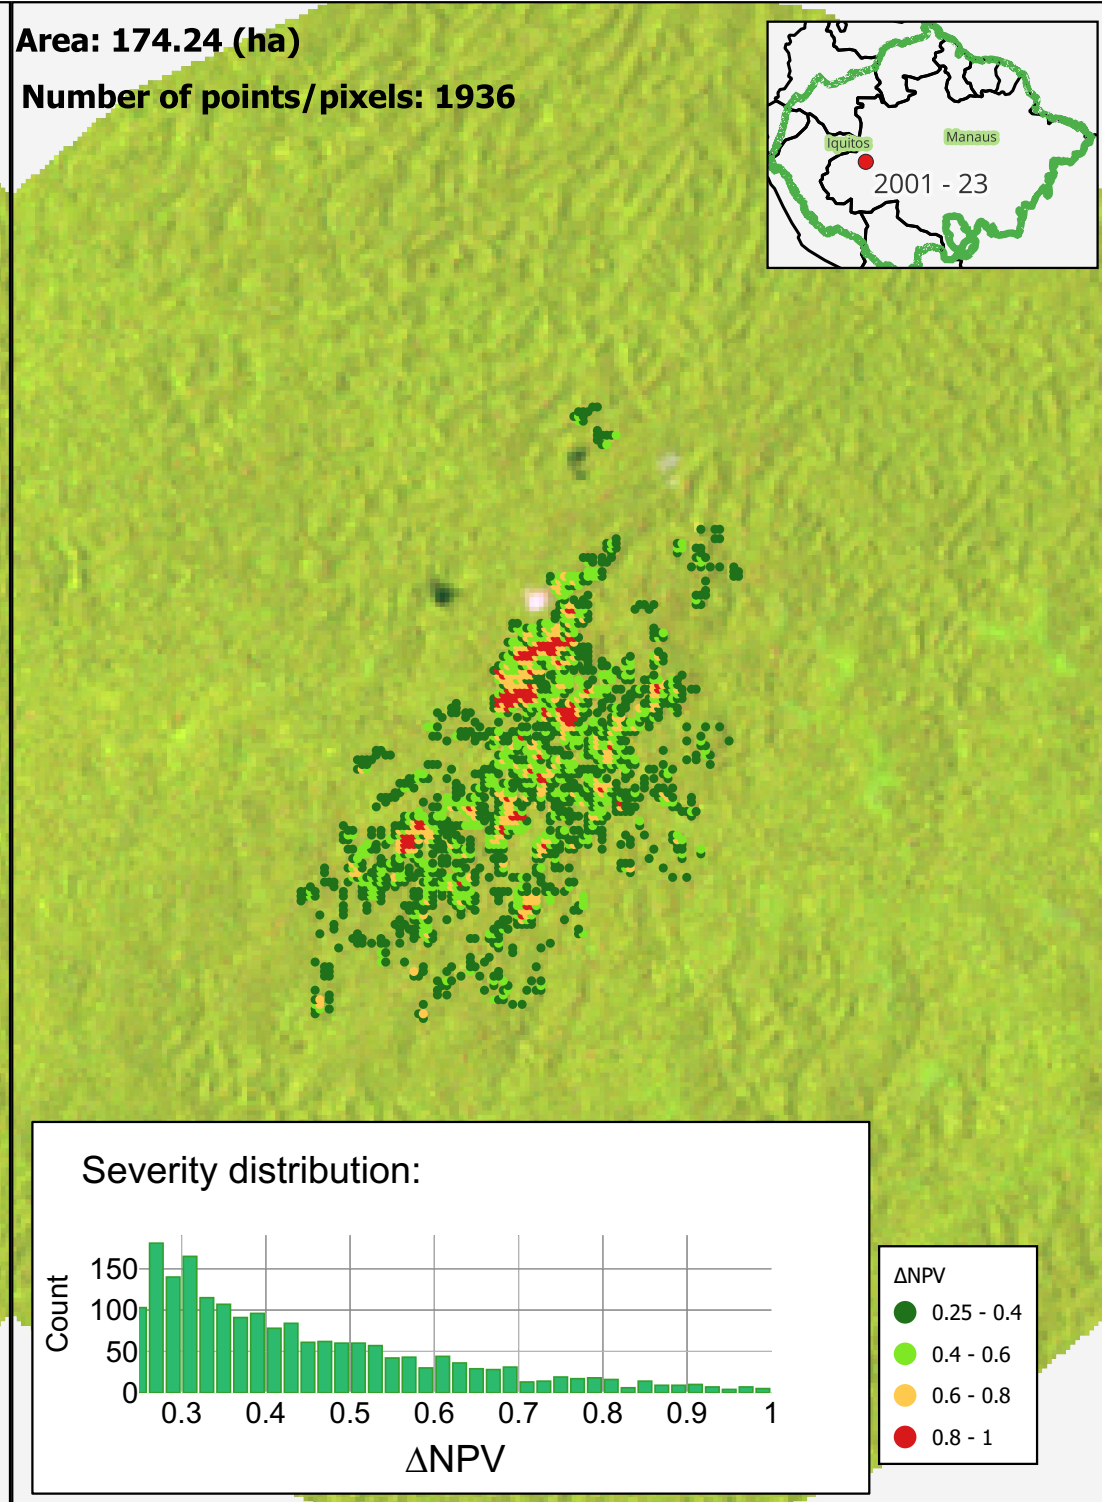 Area: 174.24 (ha)
Number of points/pixels: 1936
Iquitos
Manaus
2001 - 23
Severity distribution:
Count
150
100
50
0
0.3 0.4 0.5 0.6 0.7 0.8 0.9 1
ΔNPV
ΔNPV
0.25 - 0.4
0.4 - 0.6
0.6 - 0.8
0.8 - 1